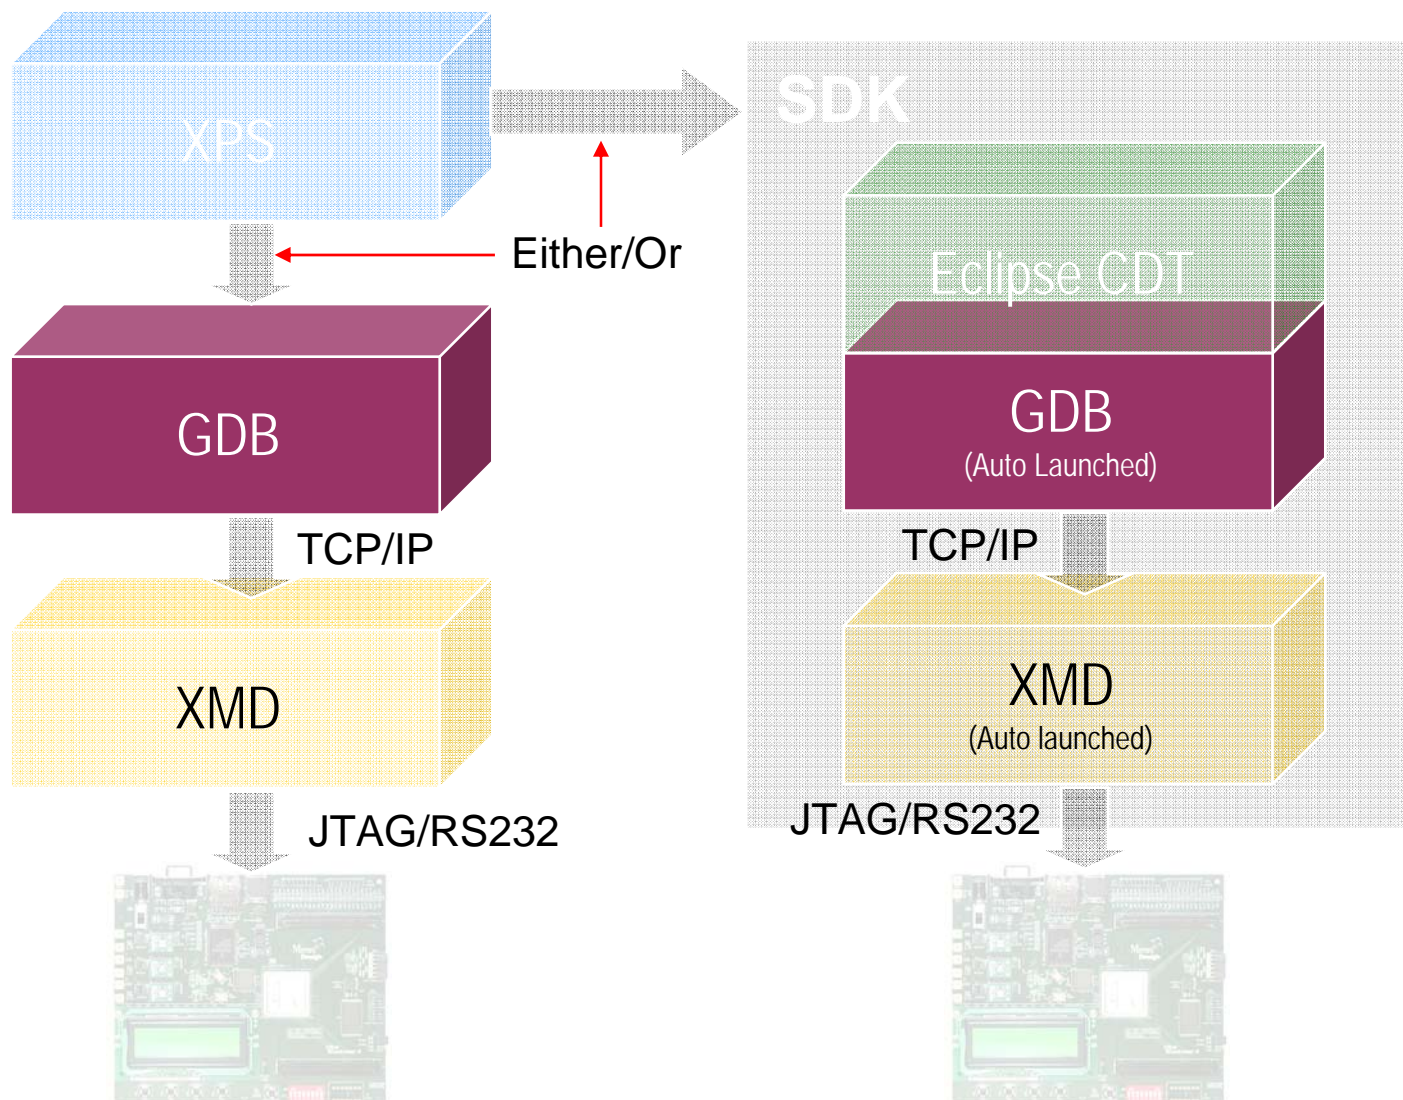 XPS
SDK
Either/Or
Eclipse CDT
GDB
GDB
(Auto Launched)
TCP/IP
TCP/IP
XMD
XMD
(Auto launched)
JTAG/RS232
JTAG/RS232